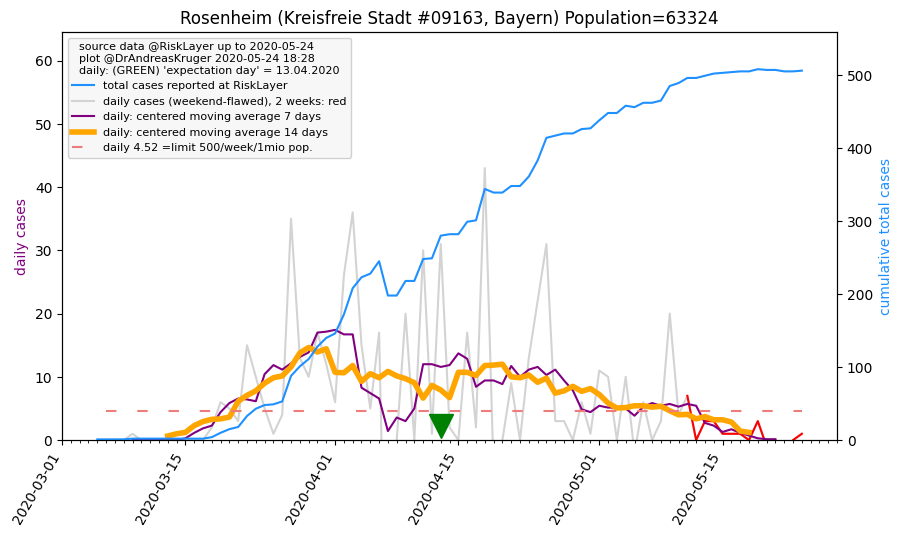 Rosenheim (Kreisfreie Stadt #09163, Bayern) Population=63324
source data @RiskLayer up to 2020-05-24
plot @DrAndreasKruger 2020-05-24 18:28
daily: (GREEN) 'expectation day' = 13.04.2020
total cases reported at RiskLayer
daily cases (weekend-flawed), 2 weeks: red
daily: centered moving average 7 days
daily: centered moving average 14 days
daily 4.52 =limit 500/week/1mio pop.
daily cases
60
50
40
30
20
10
0
500
400
300
200
100
0
cumulative total cases
2020-03-01
2020-03-15
2020-04-01
2020-04-15
2020-05-01
2020-05-15